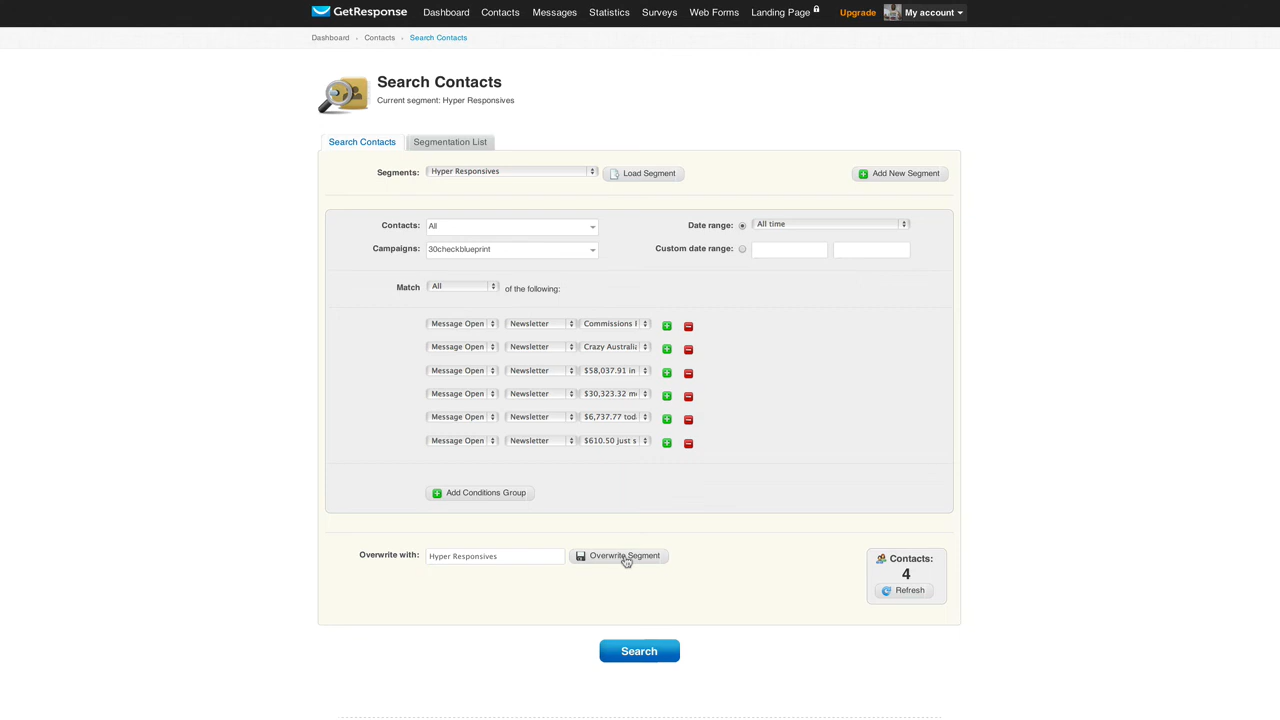 GetResponse Dashboard Contacts Messages Statistics Surveys Web Forms Landing Page Upgrade My account
Dashboard › Contacts › Search Contacts
Search Contacts
Current segment: Hyper Responsives
Search Contacts Segmentation List
Segments: Hyper Responsives Load Segment Add New Segment
Contacts: All Date range: All time
Campaigns: 30checkblueprint Custom date range:
Match All of the following:
Message Open Newsletter Commissions
Message Open Newsletter Crazy Australia
Message Open Newsletter $58,037.91 in
Message Open Newsletter $30,323.32 m
Message Open Newsletter $6,737.77 tod
Message Open Newsletter $610.50 just s
Add Conditions Group
Overwrite with: Hyper Responsives Overwrite Segment
Contacts:
4
Refresh
Search